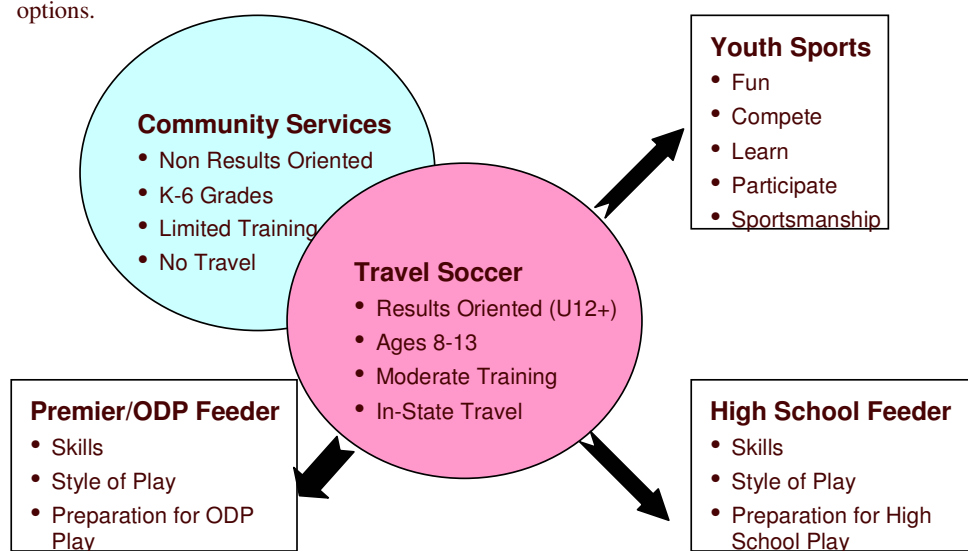 options.
Community Services
• Non Results Oriented
• K-6 Grades
• Limited Training
• No Travel
Travel Soccer
• Results Oriented (U12+)
• Ages 8-13
• Moderate Training
• In-State Travel
Youth Sports
• Fun
• Compete
• Learn
• Participate
• Sportsmanship
Premier/ODP Feeder
• Skills
• Style of Play
• Preparation for ODP
Play
High School Feeder
• Skills
• Style of Play
• Preparation for High
School Play